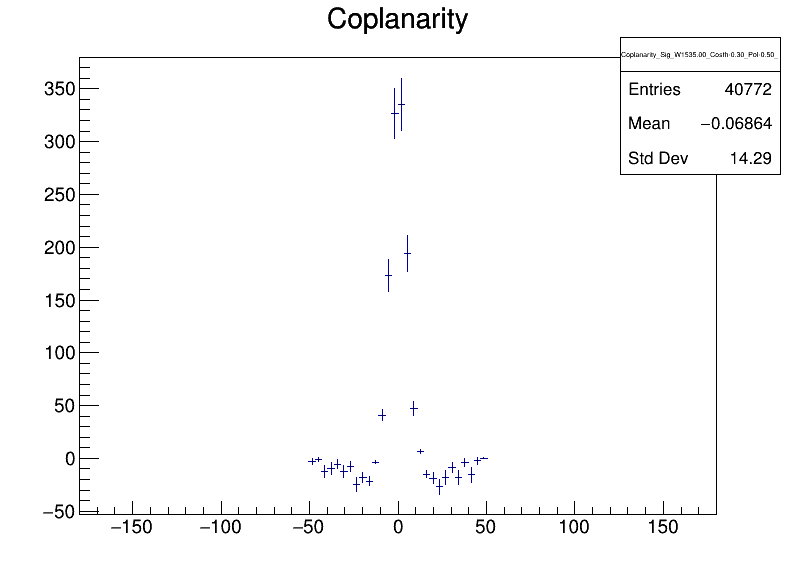 Coplanarity
Coplanarity_Sig_W1535.00_Costh-0.30_Pol-0.50_
Entries 40772
Mean −0.06864
Std Dev 14.29
350
300
250
200
150
100
50
0
−50
−150 −100 −50 0 50 100 150